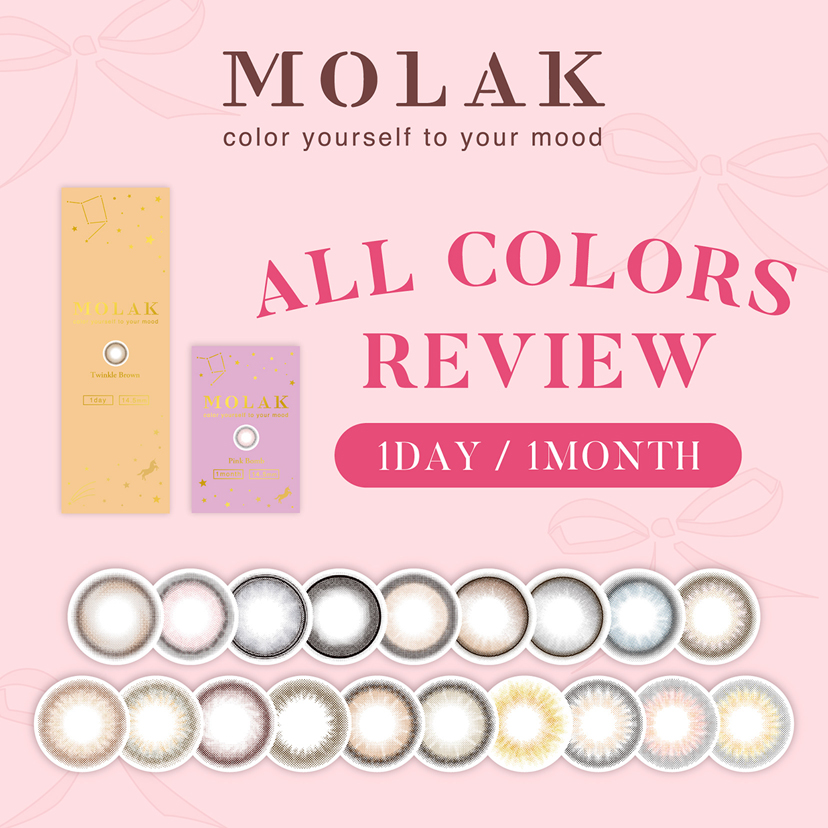 MOLAK
color yourself to your mood
ALL COLORS
REVIEW
1DAY / 1MONTH
MOLAK
color yourself to your mood
Twinkle Brown
1day
MOLAK
color yourself to your mood
1month